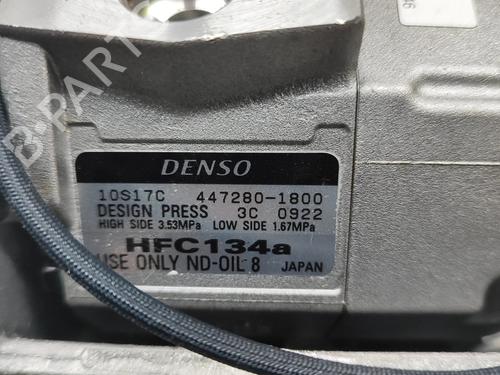 DENSO
10S17C 447280-1800
DESIGN PRESS 3C 0922
HIGH SIDE 3.53MPa LOW SIDE 1.67MPa
HFC134a
USE ONLY ND-OIL 8 JAPAN
B-PARTS